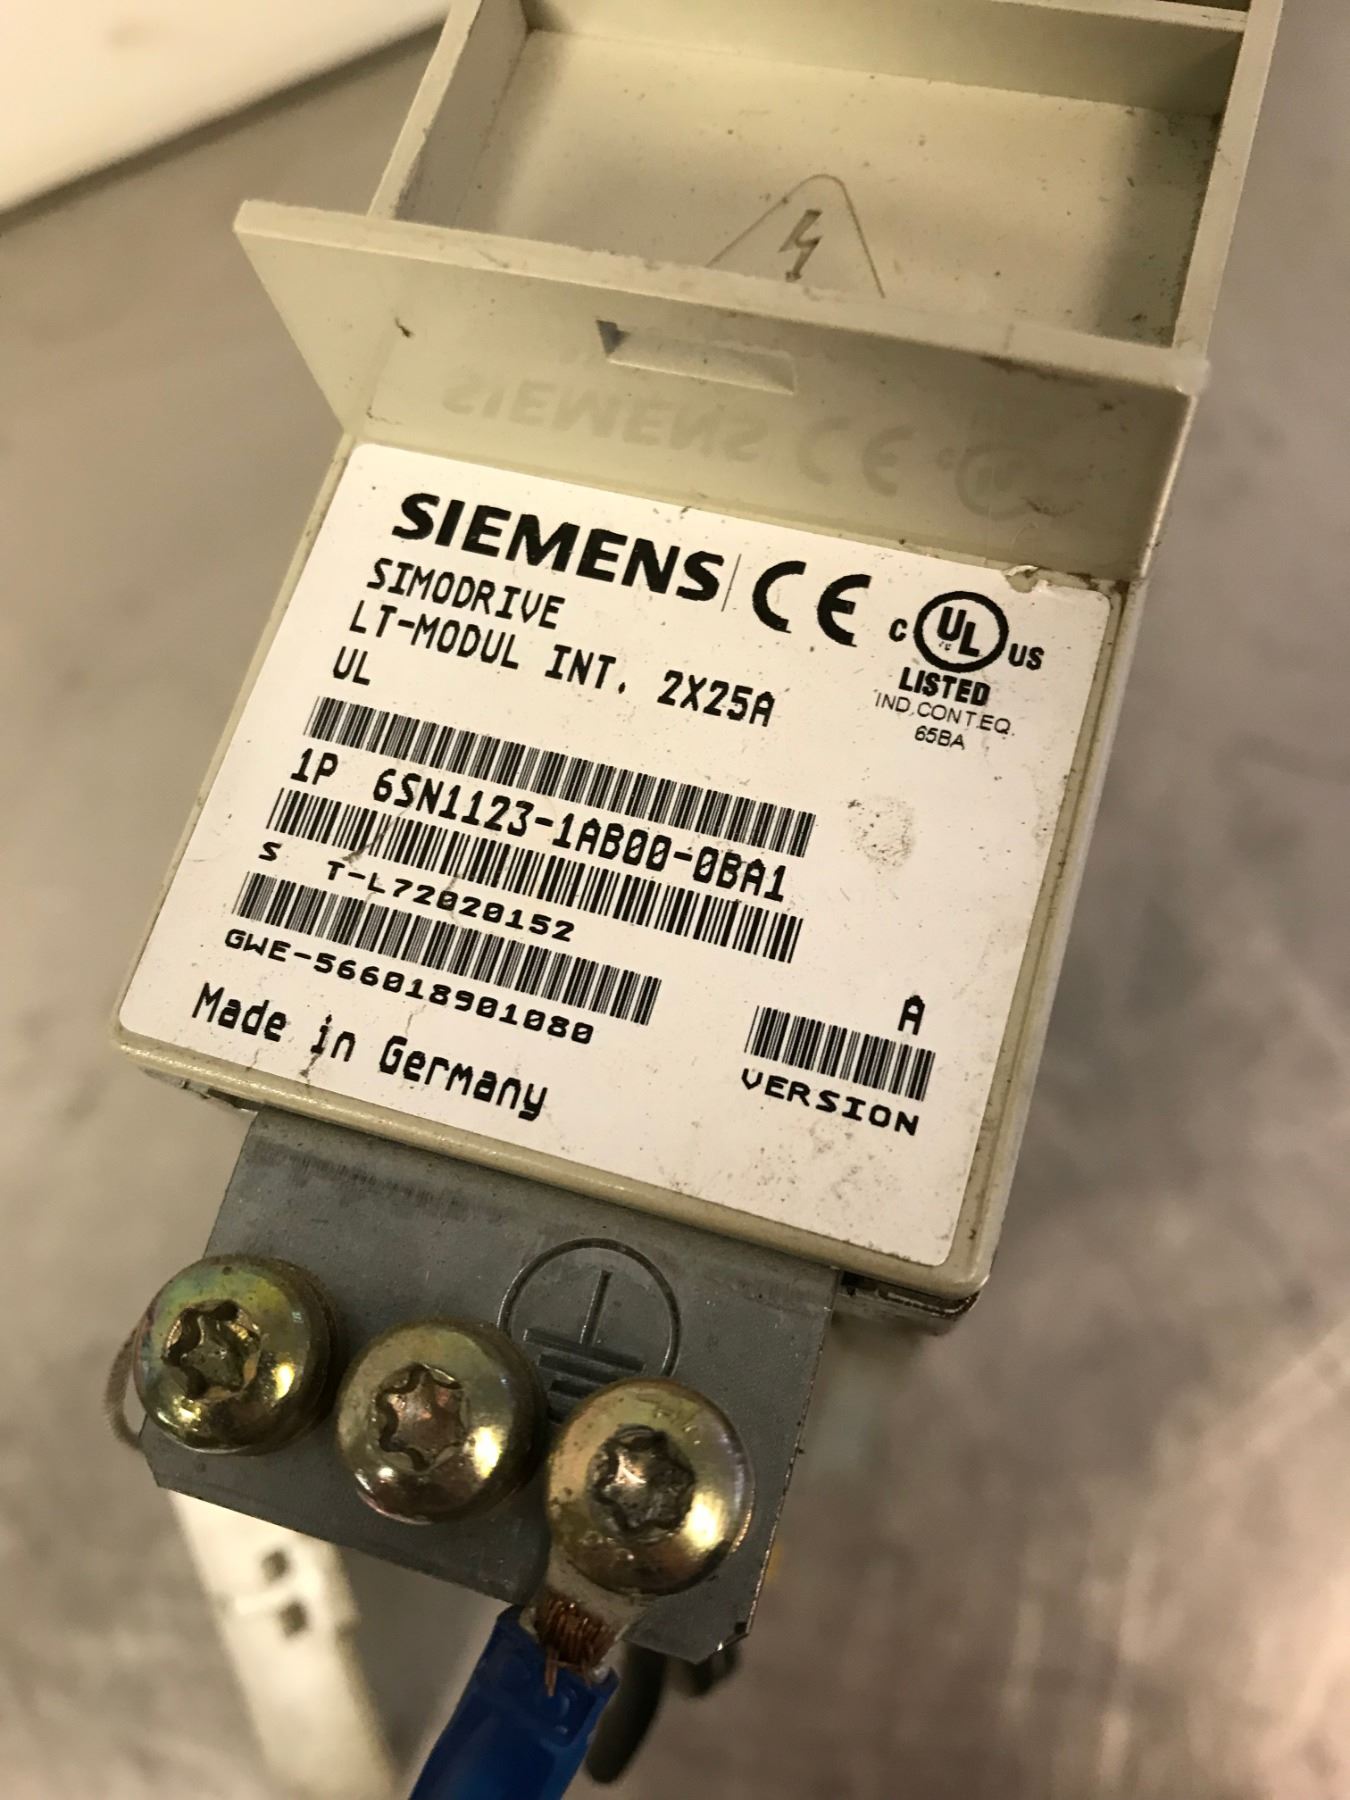 SIEMENS CE
C UL US
LISTED
IND.CONT.EQ.
65BA
SIMODRIVE
LT-MODUL INT. 2X25A
UL
1P 6SN1123-1AB00-0BA1
S T-L72020152
GWE-566018901080
A
VERSION
Made in Germany